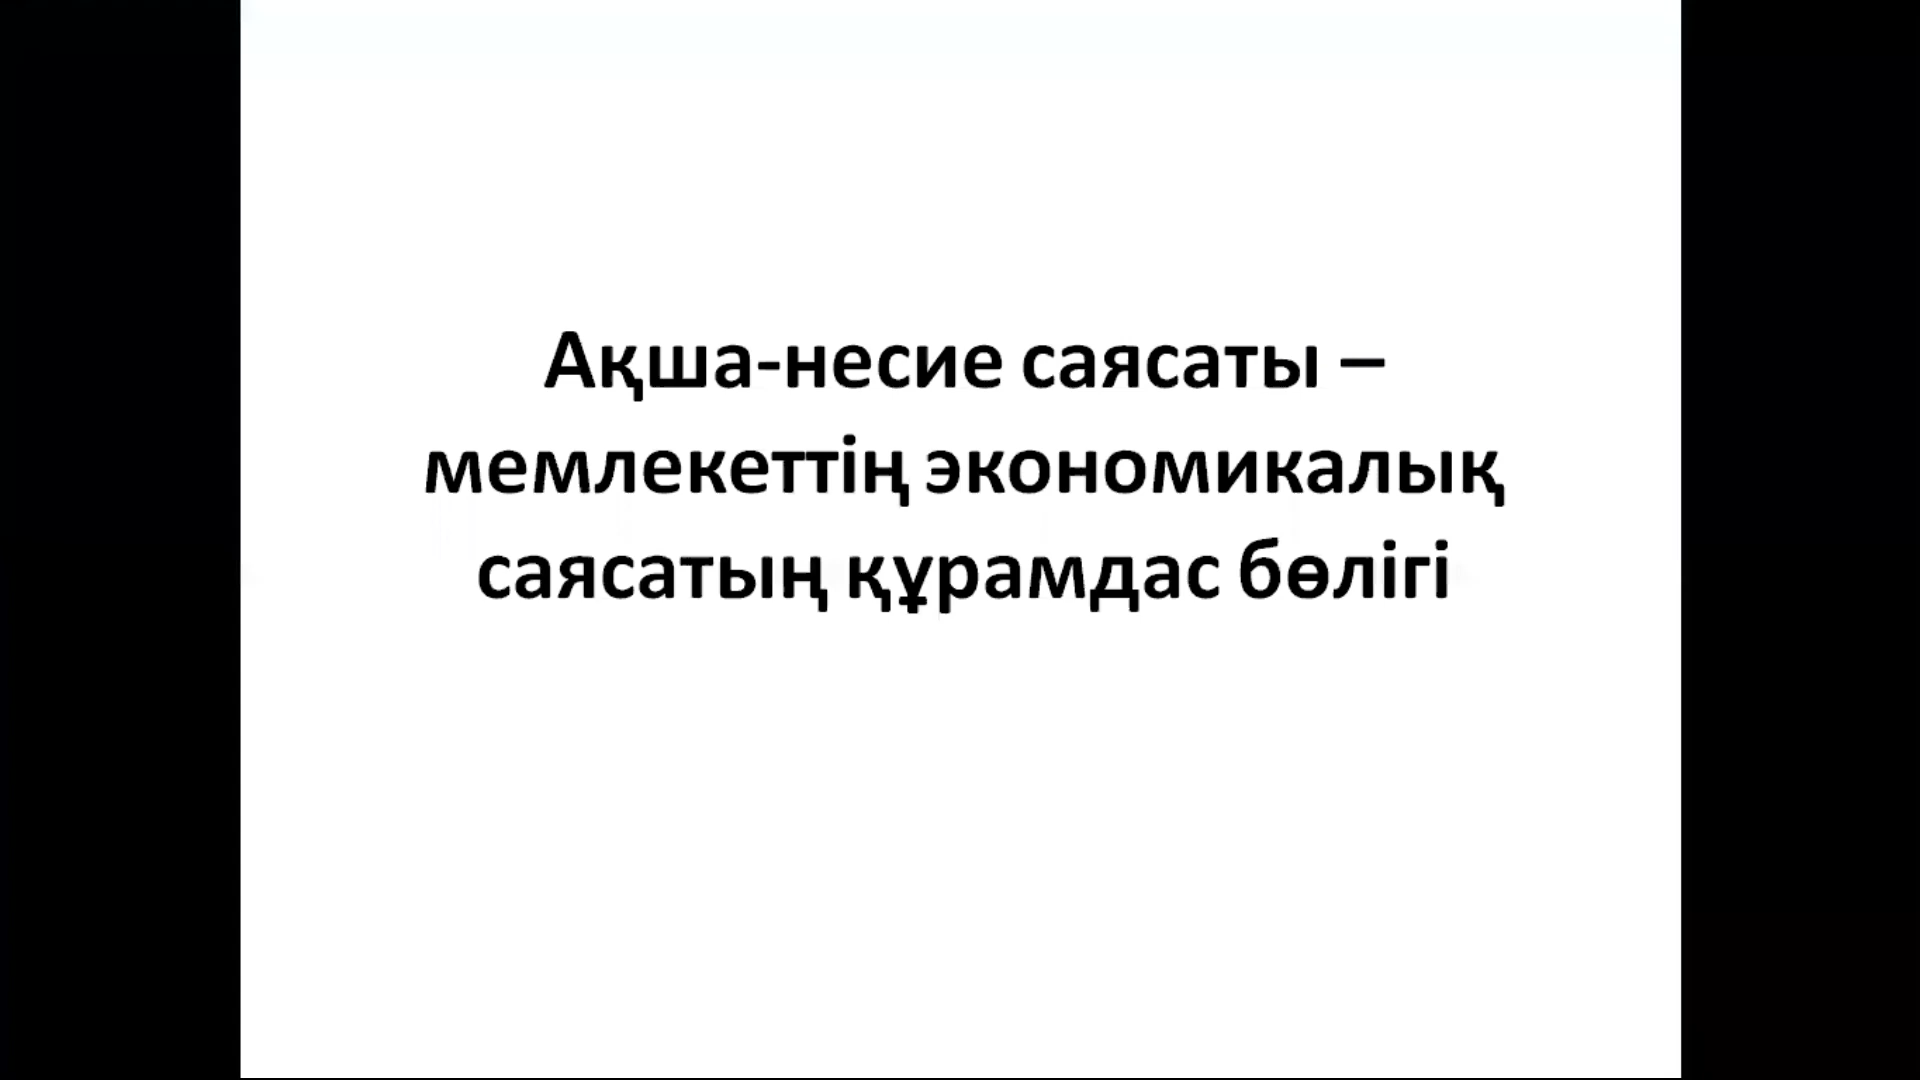 Ақша-несие саясаты –
мемлекеттің экономикалық
саясатың құрамдас бөлігі